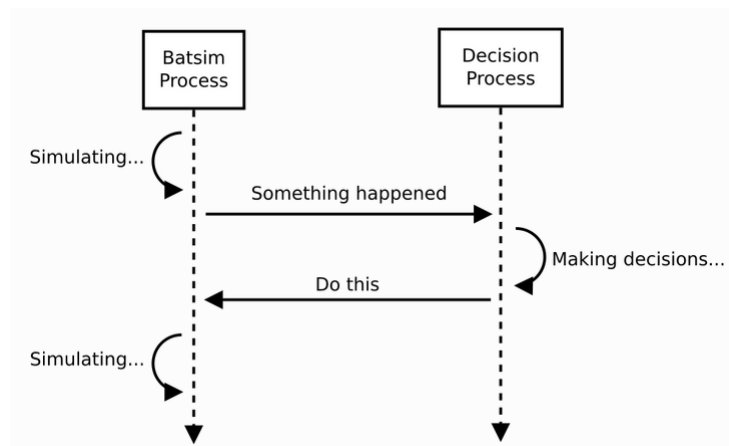 Batsim
Process
Decision
Process
Simulating...
Something happened
Making decisions...
Do this
Simulating...